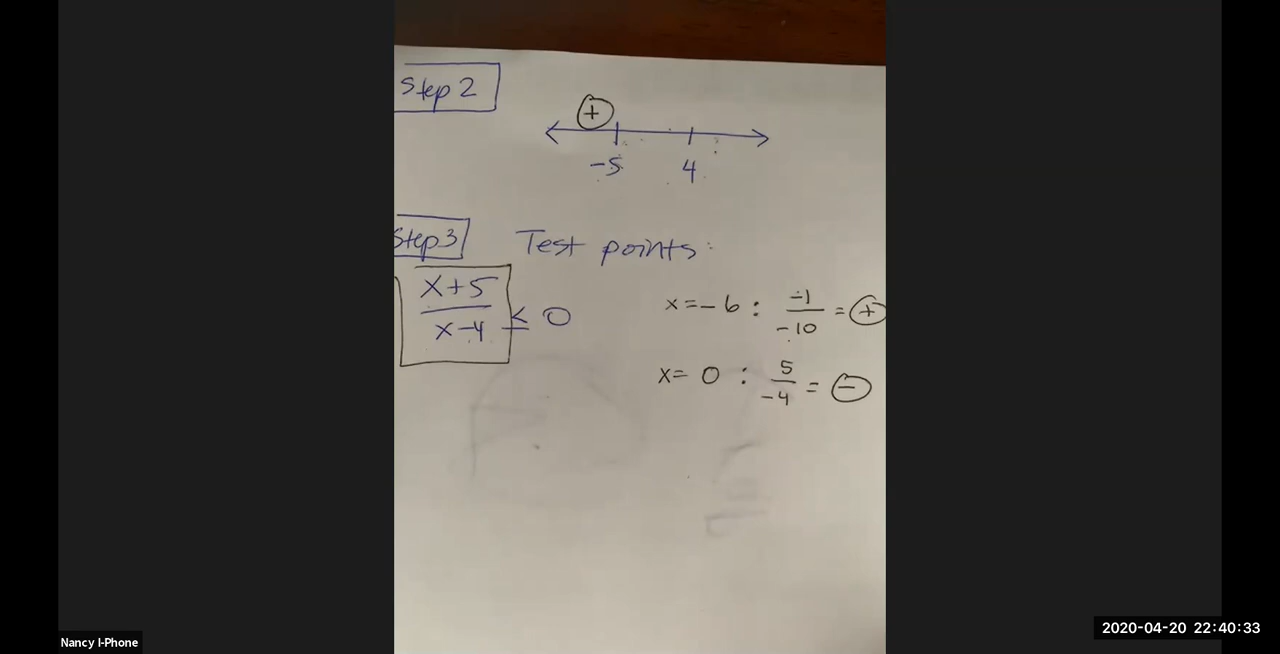 Step 2
+
-5 4
Step 3 Test points:
x+5
x-4
≤ 0
x=-6 : -1/-10 = +
x= 0 : 5/-4 = -
Nancy I-Phone
2020-04-20 22:40:33